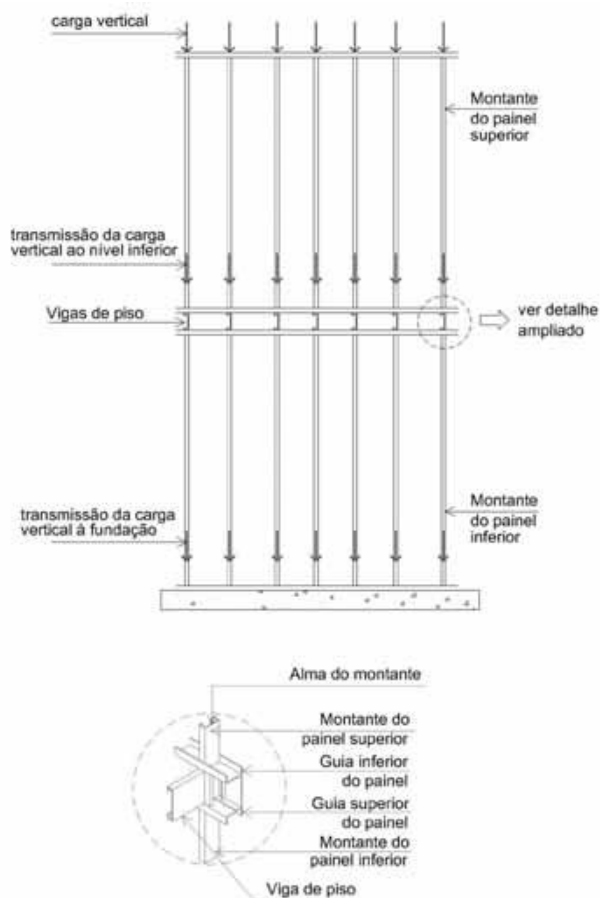 carga vertical
Montante
do painel
superior
transmissão da carga
vertical ao nível inferior
Vigas de piso
ver detalhe
ampliado
Montante
do painel
inferior
transmissão da carga
vertical à fundação
Alma do montante
Montante do
painel superior
Guia inferior
do painel
Guia superior
do painel
Montante do
painel inferior
Viga de piso